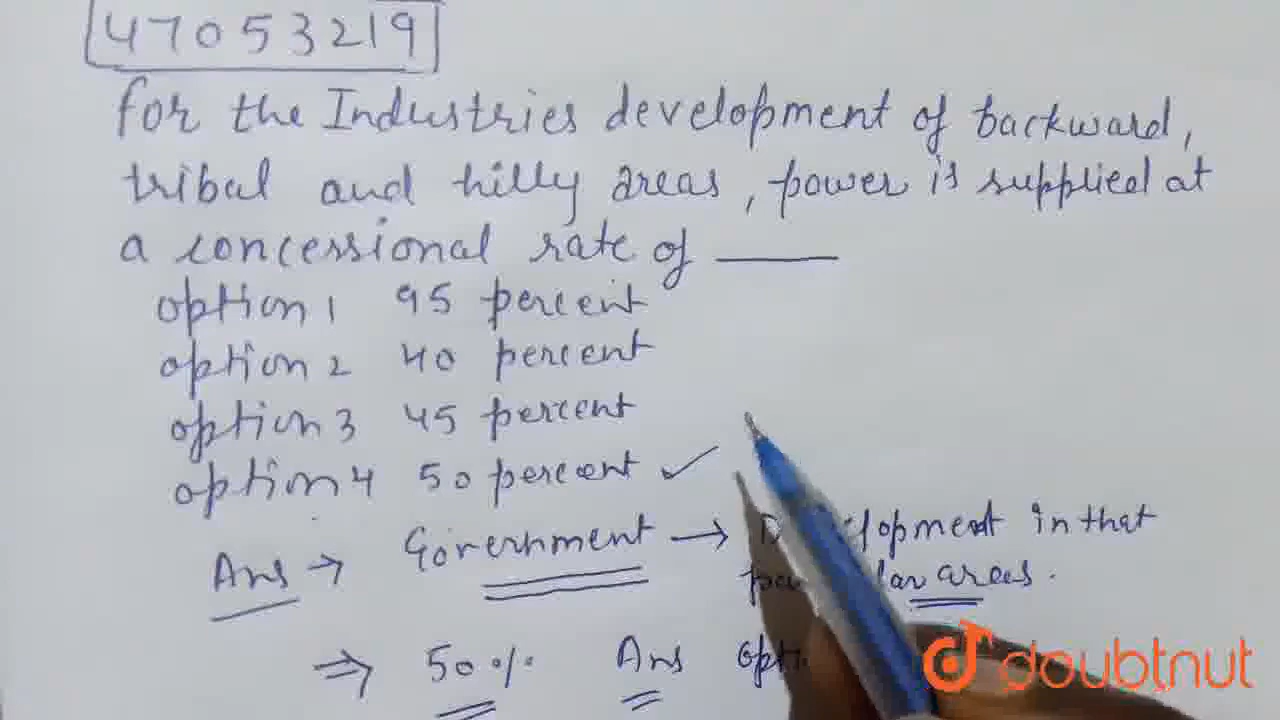 47053219
for the Industries development of backward,
tribal and hilly areas, power is supplied at
a concessional rate of ____
option 1 95 percent
option 2 40 percent
option 3 45 percent
option 4 50 percent ✓
Ans → Government → in that
areas.
⇒ 50 % Ans
doubtnut